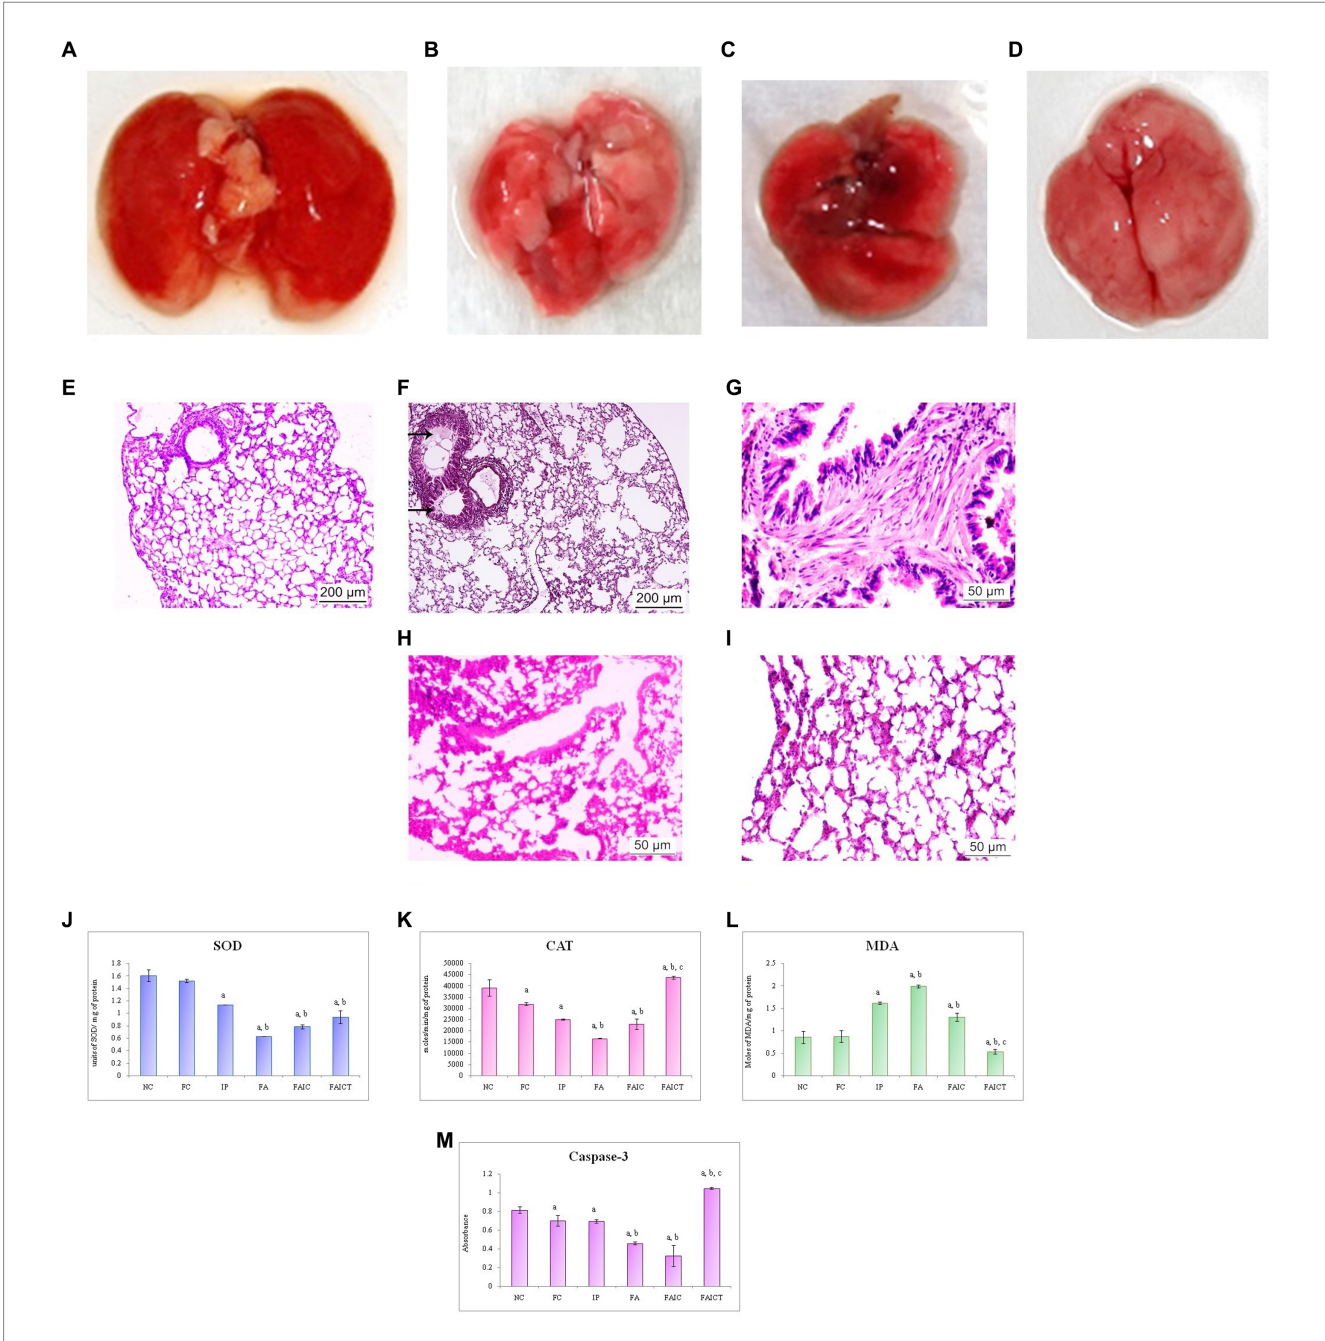 A B C D
E F G
200 µm 200 µm 50 µm
H I
50 µm 50 µm
J K L
SOD
units of SOD/ mg of protein
1.8
1.6
1.4
1.2
1
0.8
0.6
0.4
0.2
0
a
a, b
a, b
a, b
NC FC IP FA FAIC FAICT
CAT
moles/min/mg of protein
50000
45000
40000
35000
30000
25000
20000
15000
10000
5000
0
a
a
a, b
a, b
a, b, c
NC FC IP FA FAIC FAICT
MDA
Moles of MDA/mg of protein
2.5
2
1.5
1
0.5
0
a
a, b
a, b
a, b, c
NC FC IP FA FAIC FAICT
M
Caspase-3
Absorbance
1.2
1
0.8
0.6
0.4
0.2
0
a
a
a, b
a, b
a, b, c
NC FC IP FA FAIC FAICT